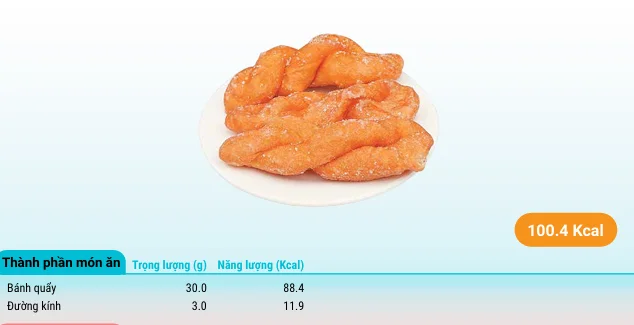 100.4 Kcal
Thành phần món ăn Trọng lượng (g) Năng lượng (Kcal)
Bánh quẩy 30.0 88.4
Đường kính 3.0 11.9